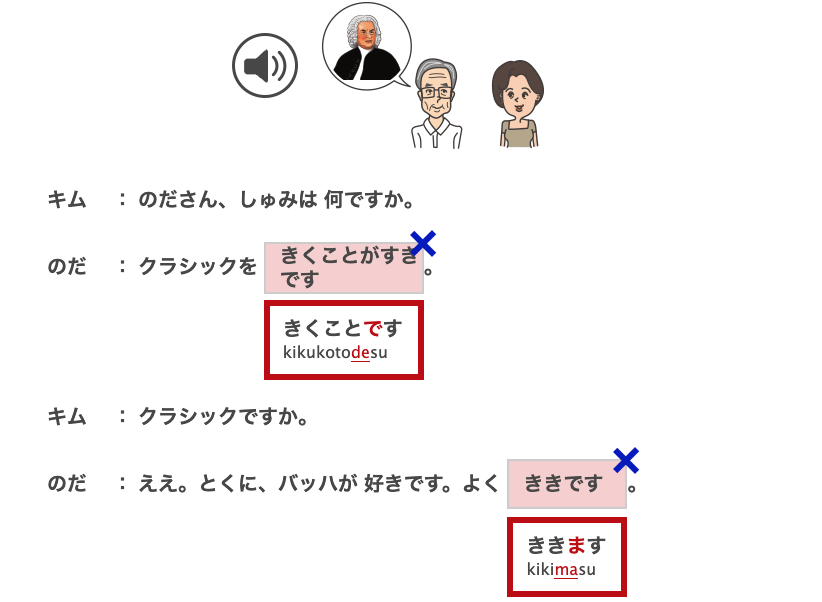 キム ： のださん、しゅみは 何ですか。
のだ ： クラシックを きくことがすき
です 。
きくことです
kikukotodesu
キム ： クラシックですか。
のだ ： ええ。とくに、バッハが 好きです。よく ききです 。
ききます
kikimasu